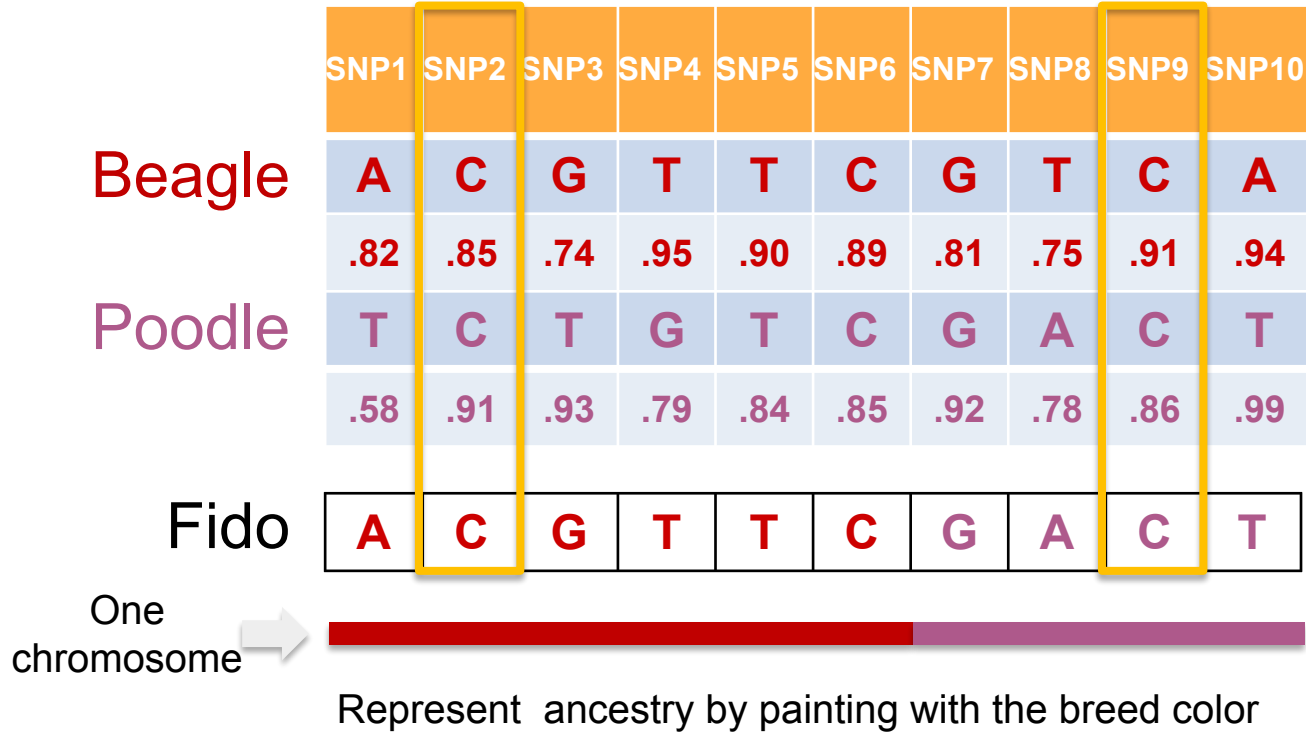 SNP1 SNP2 SNP3 SNP4 SNP5 SNP6 SNP7 SNP8 SNP9 SNP10
Beagle A C G T T C G T C A
.82 .85 .74 .95 .90 .89 .81 .75 .91 .94
Poodle T C T G T C G A C T
.58 .91 .93 .79 .84 .85 .92 .78 .86 .99
Fido A C G T T C G A C T
One
chromosome
Represent ancestry by painting with the breed color